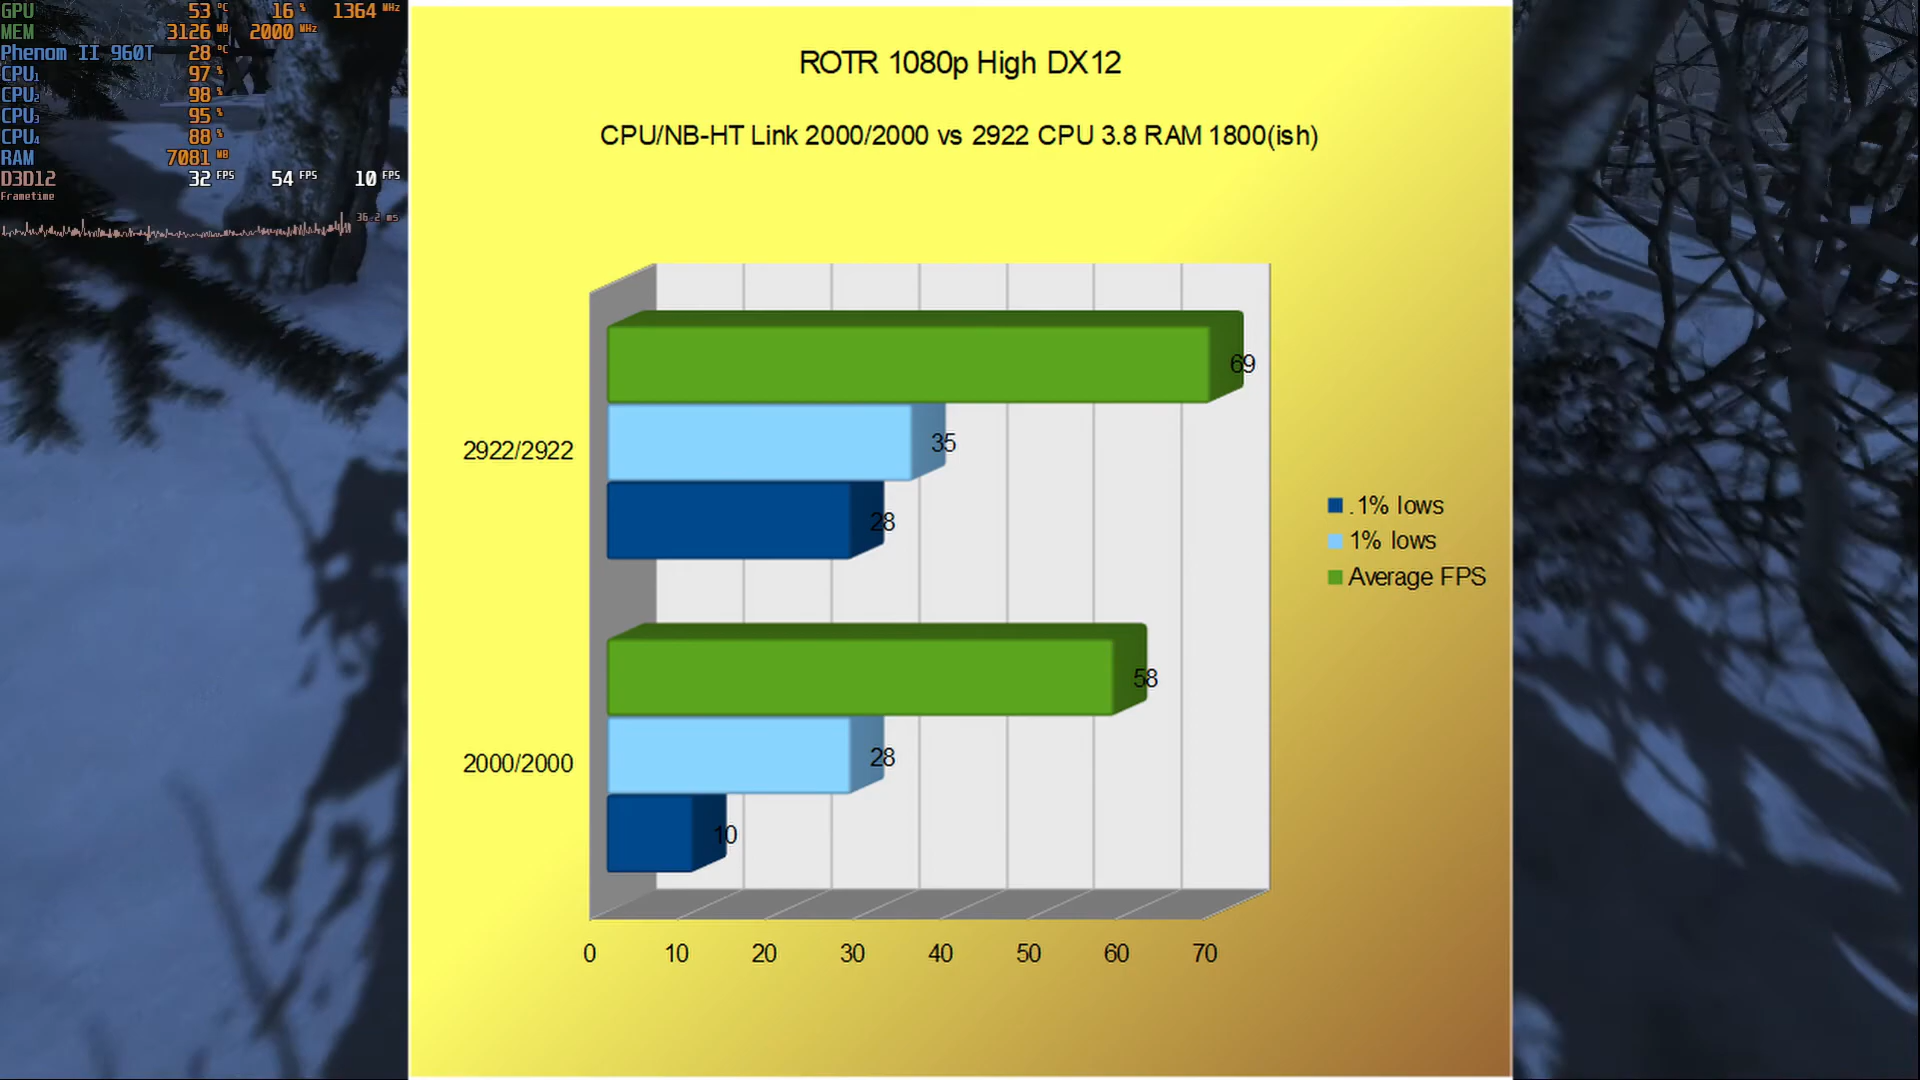 GPU 53 °C 16 % 1364 MHz
MEM 3126 MB 2000 MHz
Phenom II 960T 28 °C
CPU1 97 %
CPU2 98 %
CPU3 95 %
CPU4 88 %
RAM 7081 MB
D3D12 32 FPS 54 FPS 10 FPS
Frametime
36.2 ms
ROTR 1080p High DX12
CPU/NB-HT Link 2000/2000 vs 2922 CPU 3.8 RAM 1800(ish)
69
2922/2922
35
28
58
2000/2000
28
10
0 10 20 30 40 50 60 70
.1% lows
1% lows
Average FPS